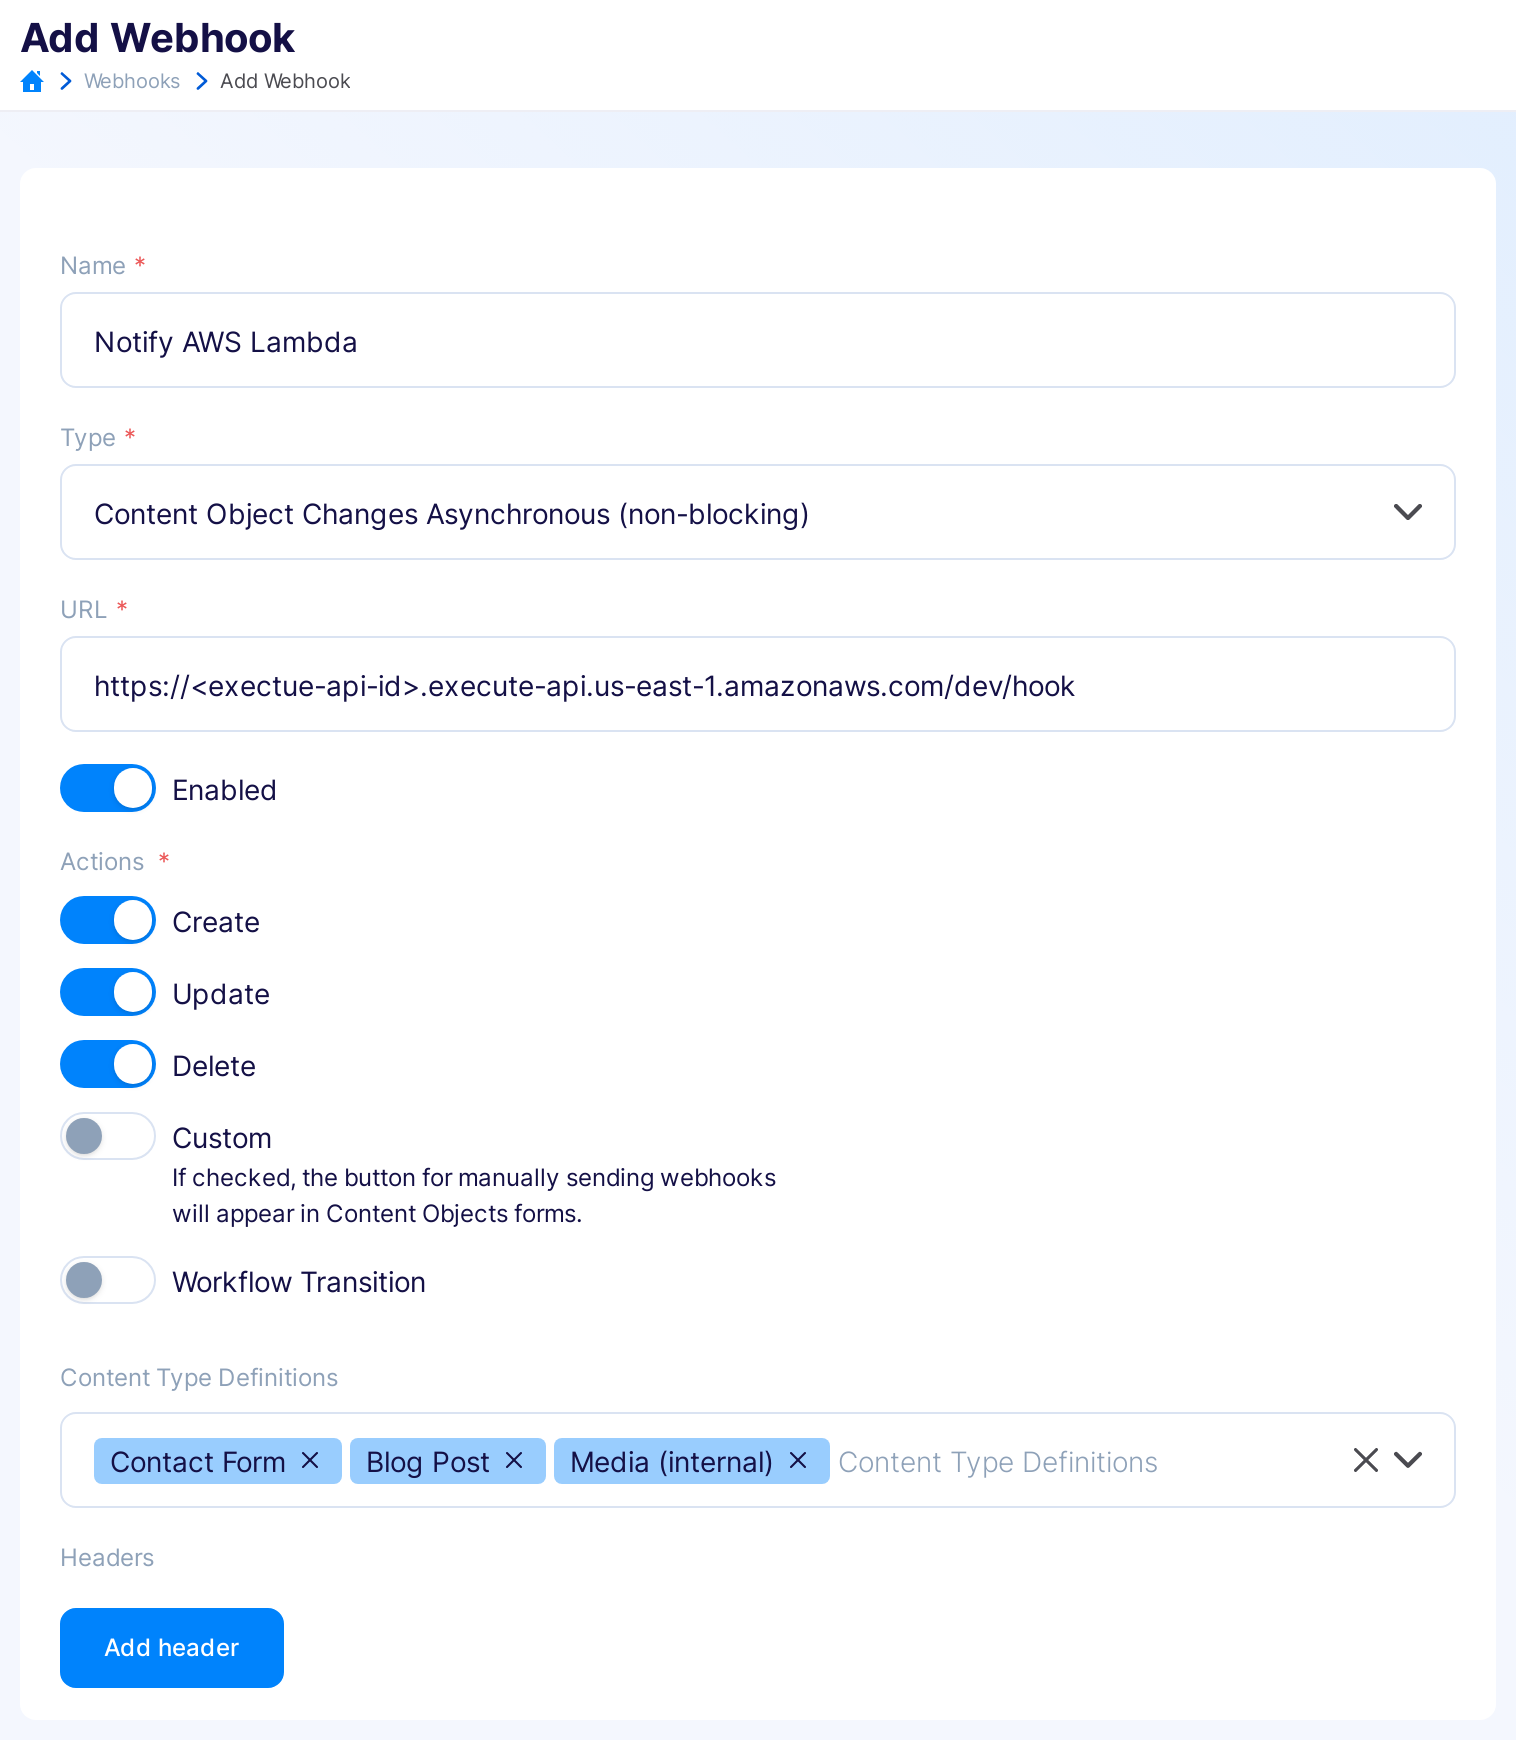 Add Webhook
Webhooks Add Webhook
Name *
Notify AWS Lambda
Type *
Content Object Changes Asynchronous (non-blocking)
URL *
https://<exectue-api-id>.execute-api.us-east-1.amazonaws.com/dev/hook
Enabled
Actions *
Create
Update
Delete
Custom
If checked, the button for manually sending webhooks
will appear in Content Objects forms.
Workflow Transition
Content Type Definitions
Contact Form Blog Post Media (internal) Content Type Definitions
Headers
Add header